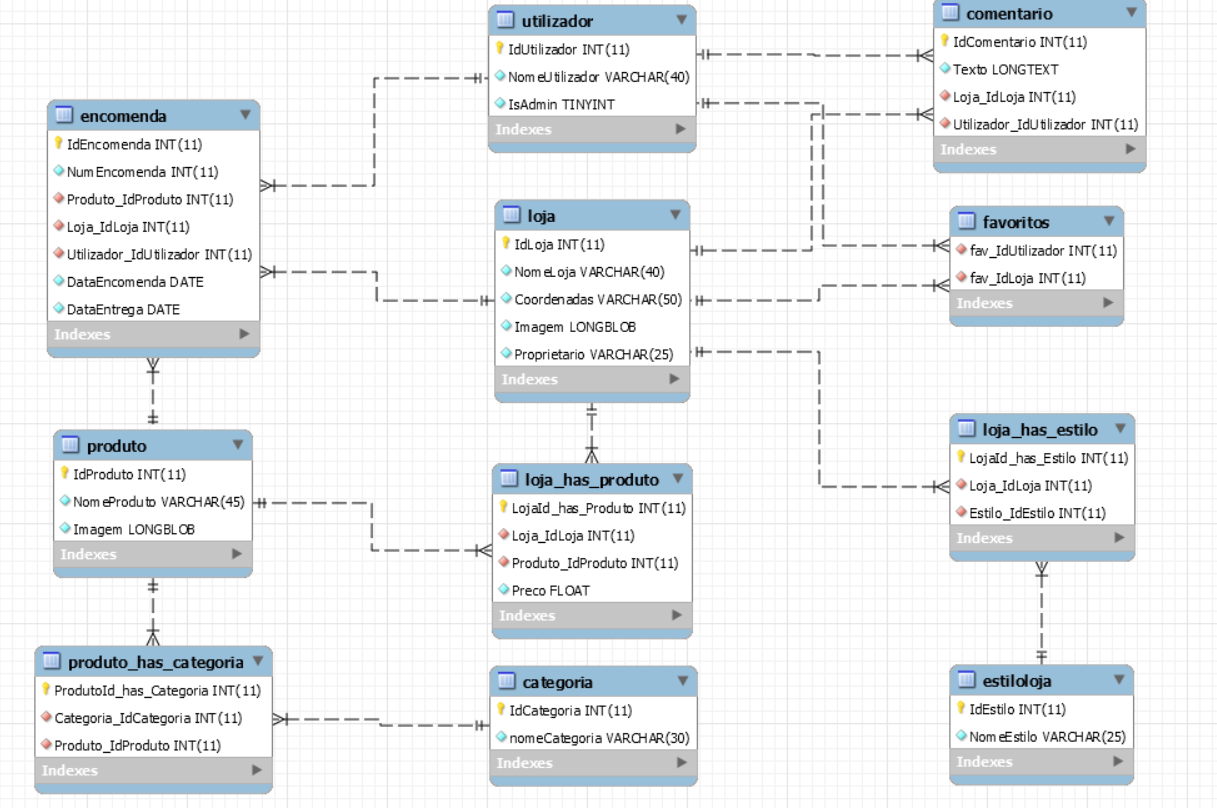 utilizador
IdUtilizador INT(11)
NomeUtilizador VARCHAR(40)
IsAdmin TINYINT
Indexes
comentario
IdComentario INT(11)
Texto LONGTEXT
Loja_IdLoja INT(11)
Utilizador_IdUtilizador INT(11)
Indexes
encomenda
IdEncomenda INT(11)
NumEncomenda INT(11)
Produto_IdProduto INT(11)
Loja_IdLoja INT(11)
Utilizador_IdUtilizador INT(11)
DataEncomenda DATE
DataEntrega DATE
Indexes
loja
IdLoja INT(11)
NomeLoja VARCHAR(40)
Coordenadas VARCHAR(50)
Imagem LONGBLOB
Proprietario VARCHAR(25)
Indexes
favoritos
fav_IdUtilizador INT(11)
fav_IdLoja INT(11)
Indexes
produto
IdProduto INT(11)
NomeProduto VARCHAR(45)
Imagem LONGBLOB
Indexes
loja_has_produto
LojaId_has_Produto INT(11)
Loja_IdLoja INT(11)
Produto_IdProduto INT(11)
Preco FLOAT
Indexes
loja_has_estilo
LojaId_has_Estilo INT(11)
Loja_IdLoja INT(11)
Estilo_IdEstilo INT(11)
Indexes
produto_has_categoria
ProdutoId_has_Categoria INT(11)
Categoria_IdCategoria INT(11)
Produto_IdProduto INT(11)
Indexes
categoria
IdCategoria INT(11)
nomeCategoria VARCHAR(30)
Indexes
estiloloja
IdEstilo INT(11)
NomeEstilo VARCHAR(25)
Indexes